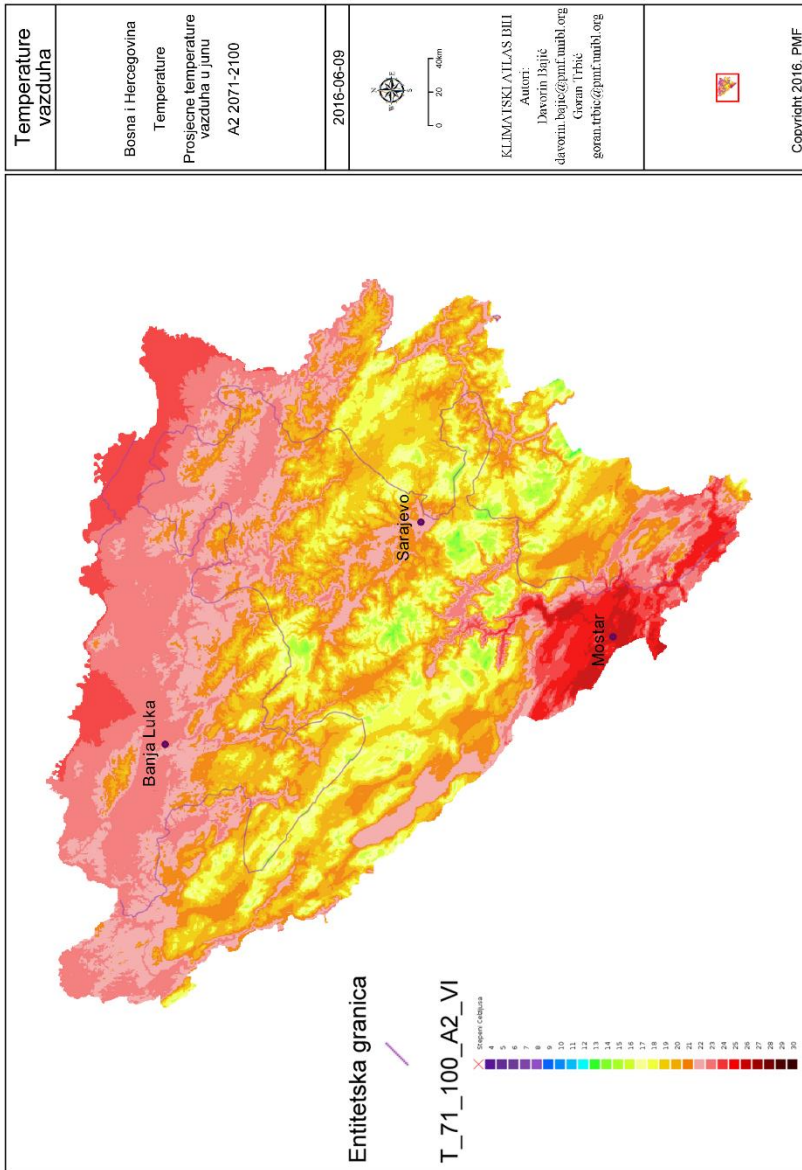 Temperature
vazduha
Bosna i Hercegovina
Temperature
Prosjecne temperature
vazduha u junu
A2 2071-2100
2016-06-09
N
W E
S
0 20 40km
KLIMATSKI ATLAS BIH
Autori:
Davorin Bajić
davorin.bajic@pmf.unibl.org
Goran Trbić
goran.trbic@pmf.unibl.org
Copyright 2016, PMF
Banja Luka
Sarajevo
Mostar
Entitetska granica
T_71_100_A2_VI
Stepeni Celzijusa
4
5
6
7
8
9
10
11
12
13
14
15
16
17
18
19
20
21
22
23
24
25
26
27
28
29
30